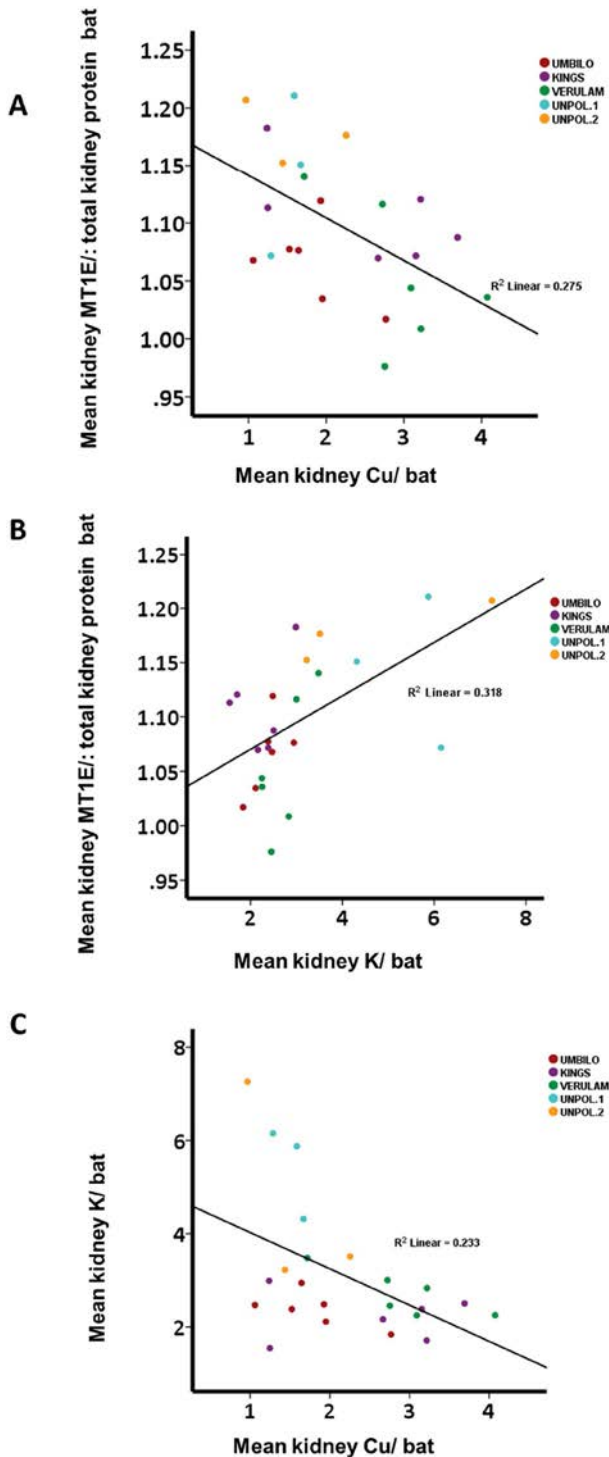 A
Mean kidney MT1E/: total kidney protein bat
1.25
1.20
1.15
1.10
1.05
1.00
.95
UMBILO
KINGS
VERULAM
UNPOL.1
UNPOL.2
R² Linear = 0.275
1 2 3 4
Mean kidney Cu/ bat
B
Mean kidney MT1E/: total kidney protein bat
1.25
1.20
1.15
1.10
1.05
1.00
.95
UMBILO
KINGS
VERULAM
UNPOL.1
UNPOL.2
R² Linear = 0.318
2 4 6 8
Mean kidney K/ bat
C
Mean kidney K/ bat
8
6
4
2
UMBILO
KINGS
VERULAM
UNPOL.1
UNPOL.2
R² Linear = 0.233
1 2 3 4
Mean kidney Cu/ bat